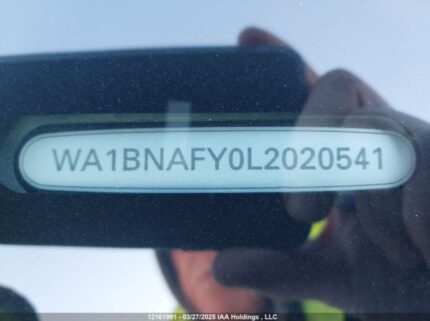 WA1BNAFY0L2020541
12161991 - 03/27/2025 IAA Holdings , LLC